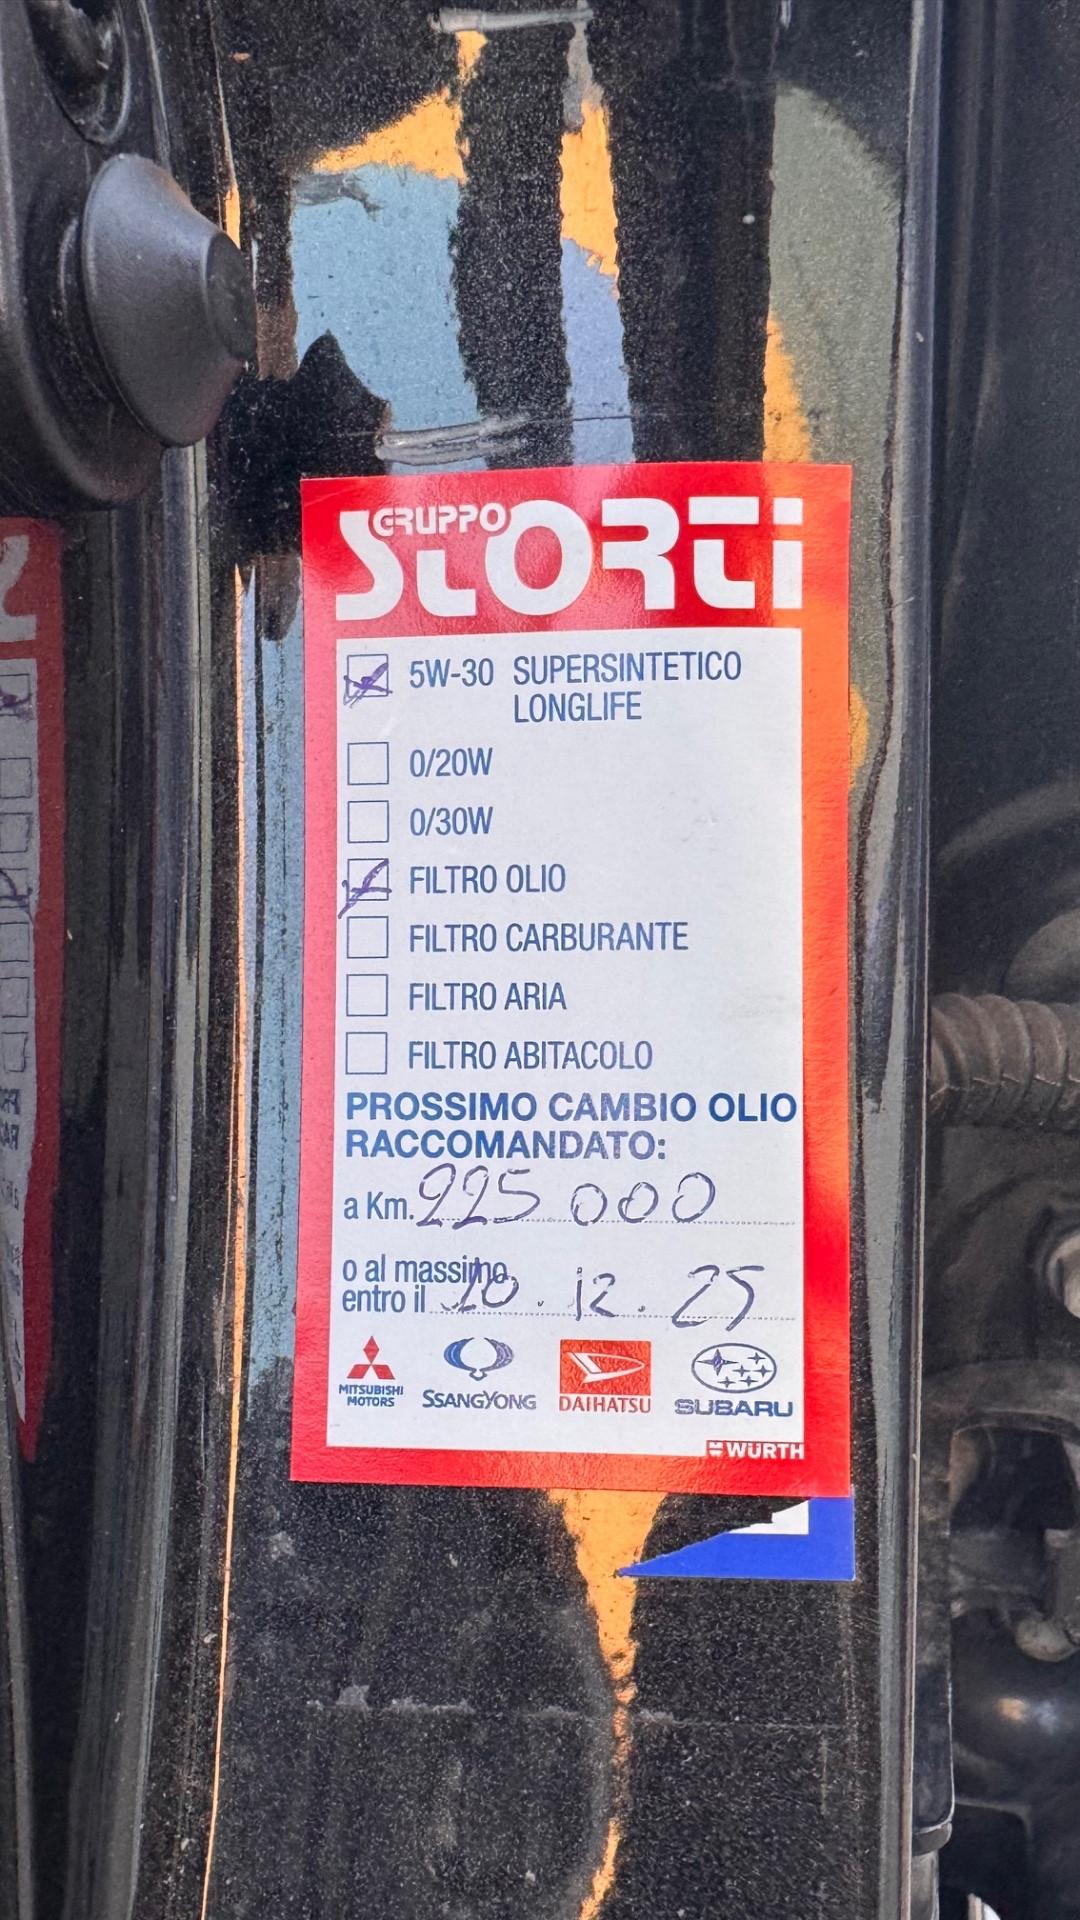 GRUPPO
STORTI
5W-30 SUPERSINTETICO
LONGLIFE
0/20W
0/30W
FILTRO OLIO
FILTRO CARBURANTE
FILTRO ARIA
FILTRO ABITACOLO
PROSSIMO CAMBIO OLIO
RACCOMANDATO:
a Km. 225 000
o al massimo
entro il 10.12.25
MITSUBISHI
MOTORS
SSANGYONG
DAIHATSU
SUBARU
WÜRTH